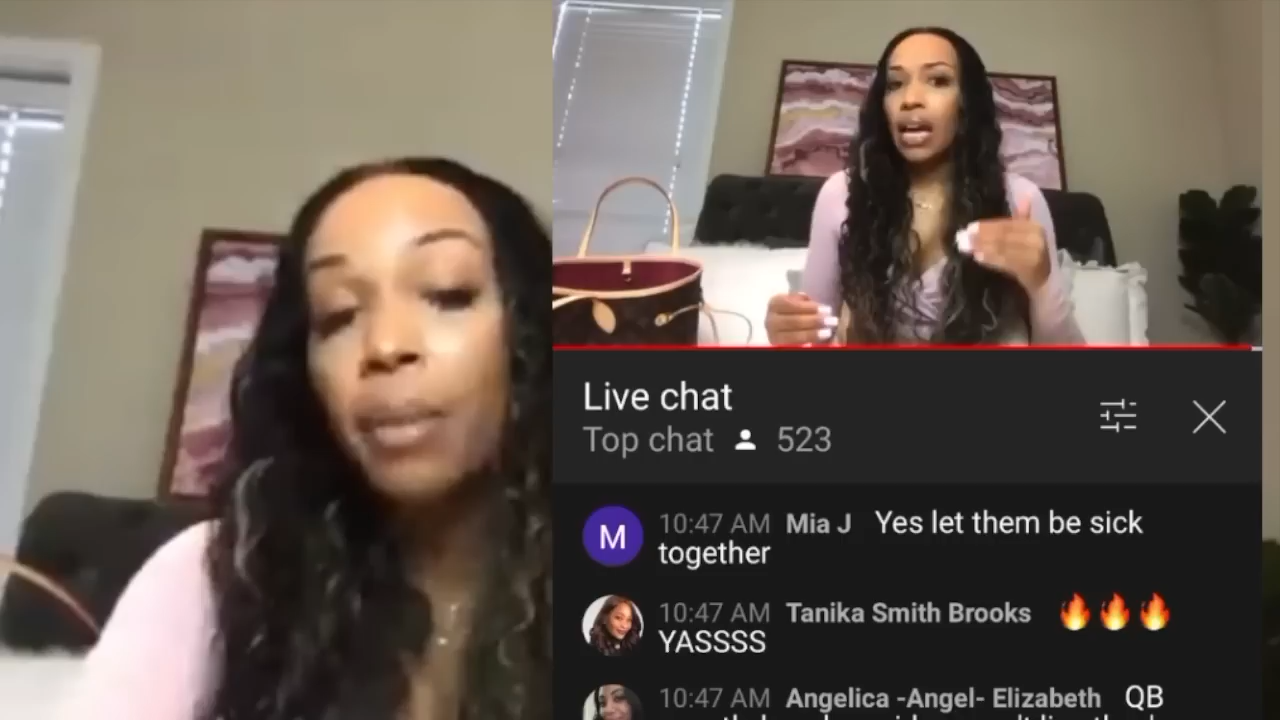 Live chat
Top chat 523
M 10:47 AM Mia J Yes let them be sick
together
10:47 AM Tanika Smith Brooks 🔥🔥🔥
YASSSS
10:47 AM Angelica -Angel- Elizabeth QB